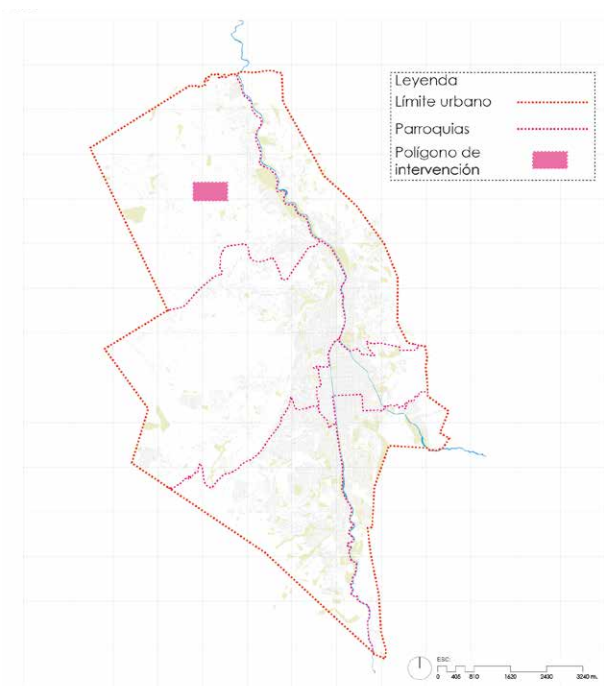 Leyenda
Límite urbano
Parroquias
Polígono de
intervención
ESC:
0 405 810 1620 2430 3240 m.